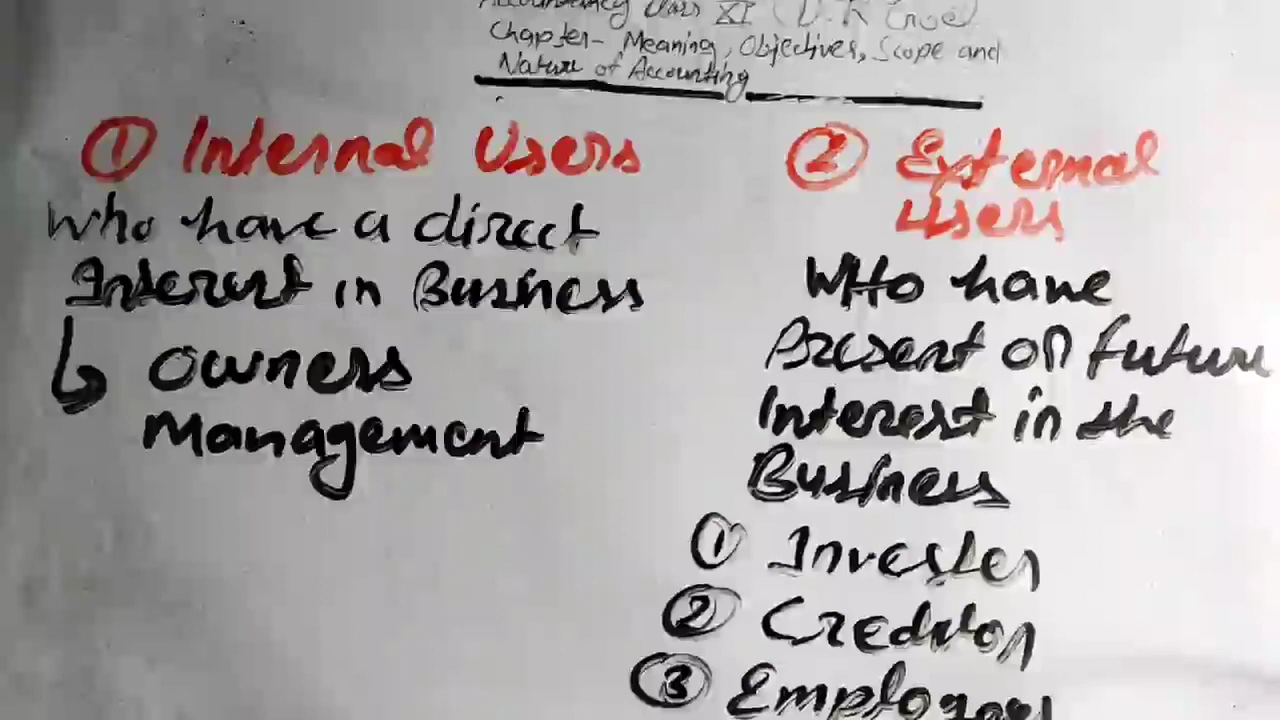 Accountancy Class XI (D.K Goel)
Chapter- Meaning, Objectives, Scope and
Nature of Accounting
① Internal Users
Who have a direct
Interest in Business
↳ Owners
Management
② External
Users
WHO have
Present or future
Interest in the
Business
① Invester
② Creditor
③ Employees